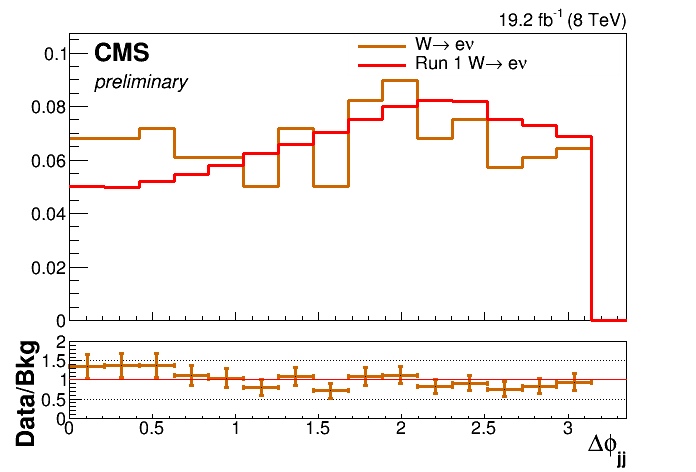 19.2 fb⁻¹ (8 TeV)
CMS
preliminary
W→ eν
Run 1 W→ eν
0.1
0.08
0.06
0.04
0.02
0
Data/Bkg
2
1.5
1
0.5
0
0 0.5 1 1.5 2 2.5 3
Δϕjj